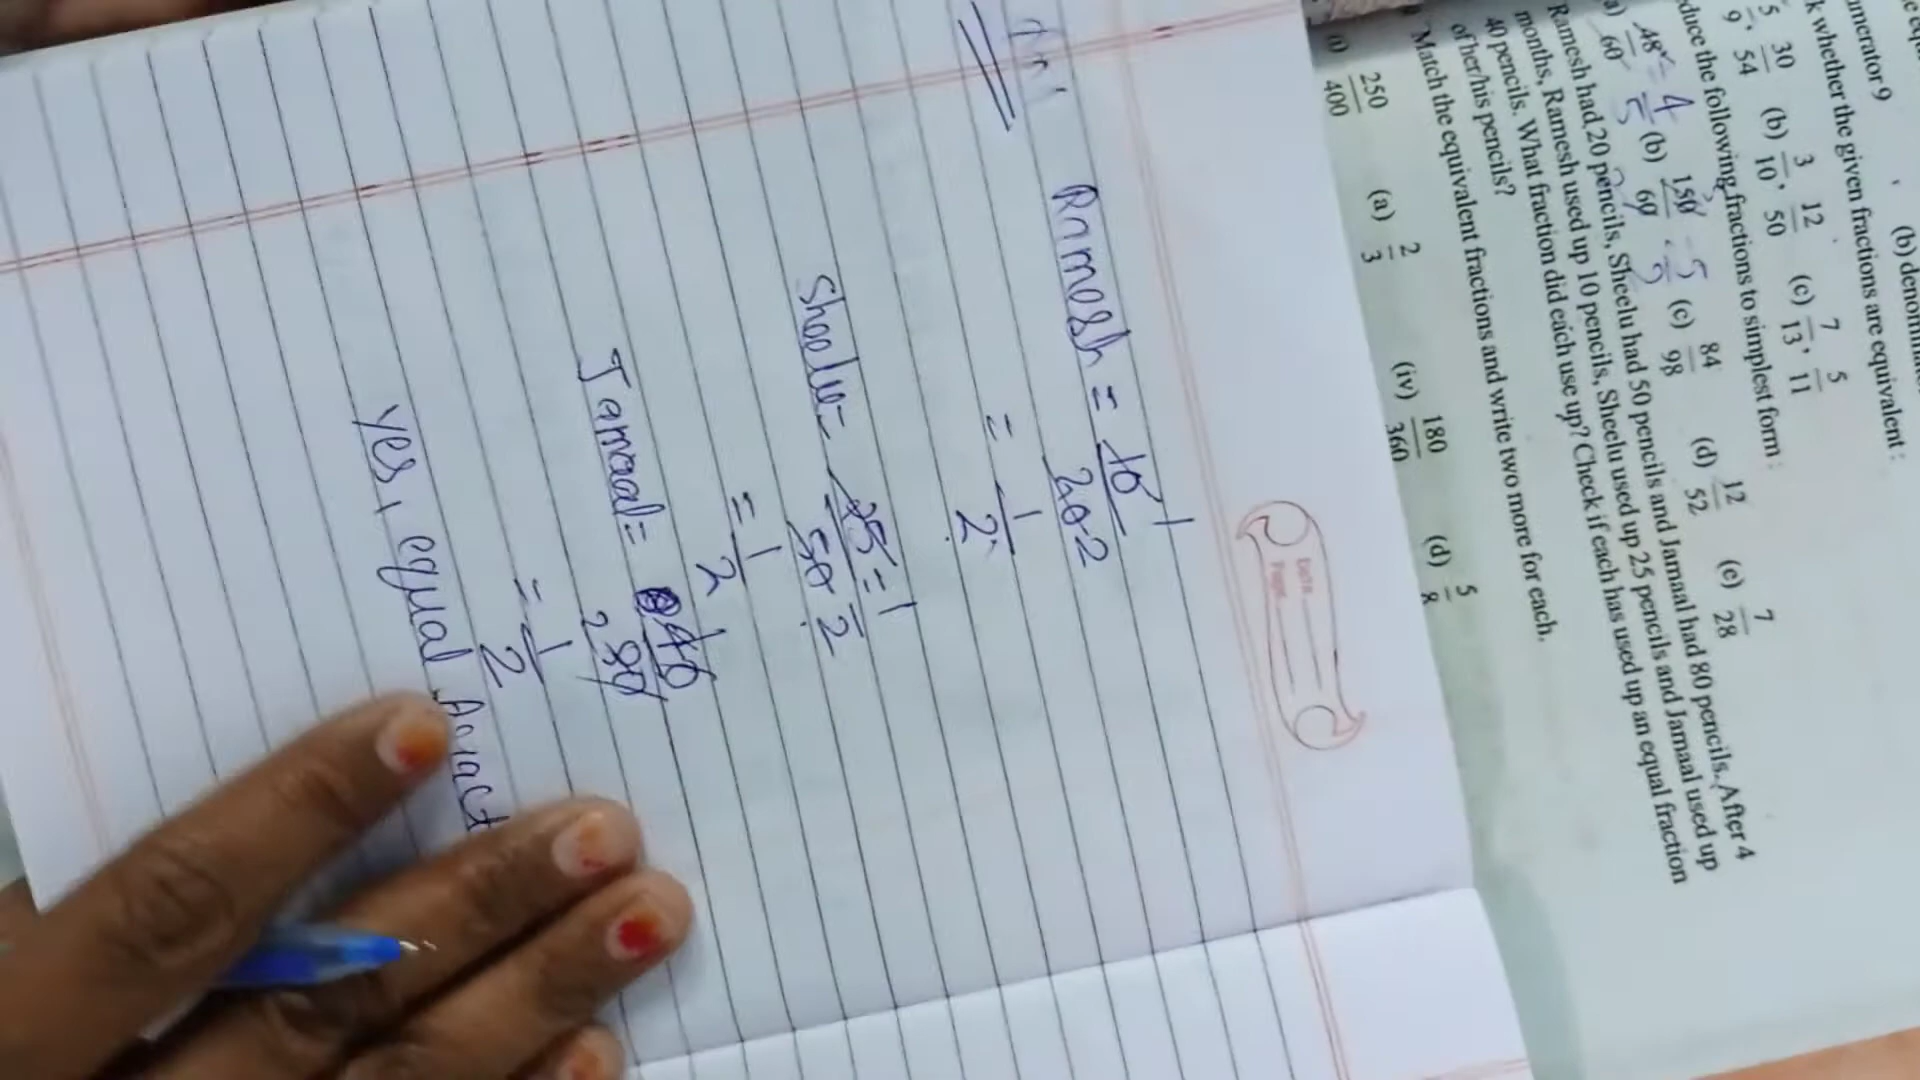 (b) denomina
umerator 9
k whether the given fractions are equivalent :
5/9, 30/54 (b) 3/10, 12/50 (c) 7/13, 5/11
duce the following fractions to simplest form :
a) 48/60 = 4/5 (b) 150/60 (c) 84/98 (d) 12/52 (e) 7/28
Ramesh had 20 pencils, Sheelu had 50 pencils and Jamaal had 80 pencils. After 4
months, Ramesh used up 10 pencils, Sheelu used up 25 pencils and Jamaal used up
40 pencils. What fraction did each use up? Check if each has used up an equal fraction
of her/his pencils?
Match the equivalent fractions and write two more for each.
(i) 250/400 (a) 2/3 (iv) 180/360 (d) 5/8
Date
Page
Ramesh = 10/20 1 2
= 1/2
Sheelu = 25/50 = 1/2
= 1/2
Jamaal = 40/80 1 2
= 1/2
Yes, equal